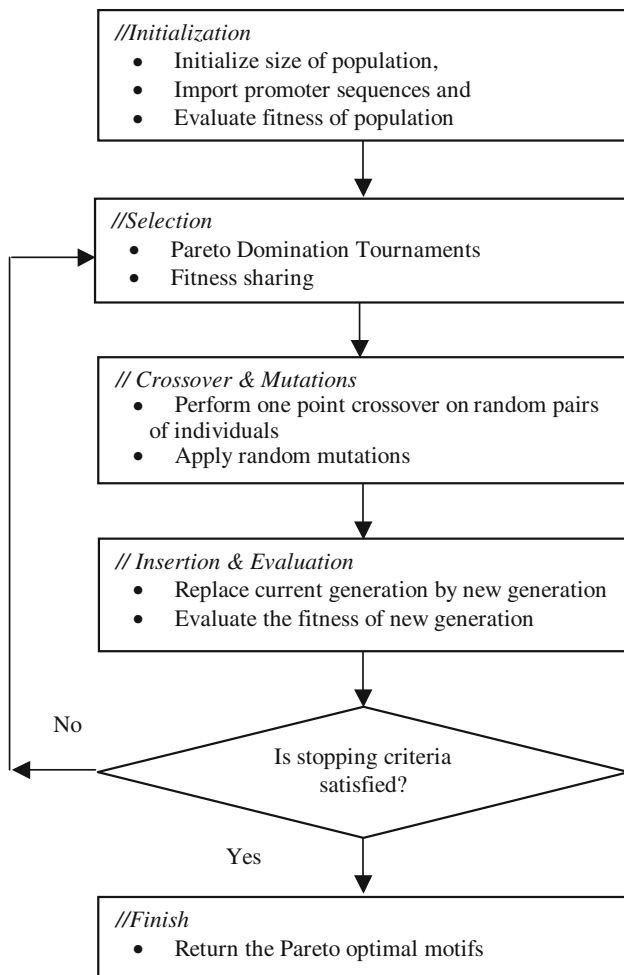 //Initialization
• Initialize size of population,
• Import promoter sequences and
• Evaluate fitness of population
//Selection
• Pareto Domination Tournaments
• Fitness sharing
// Crossover & Mutations
• Perform one point crossover on random pairs
of individuals
• Apply random mutations
// Insertion & Evaluation
• Replace current generation by new generation
• Evaluate the fitness of new generation
No
Is stopping criteria
satisfied?
Yes
//Finish
• Return the Pareto optimal motifs